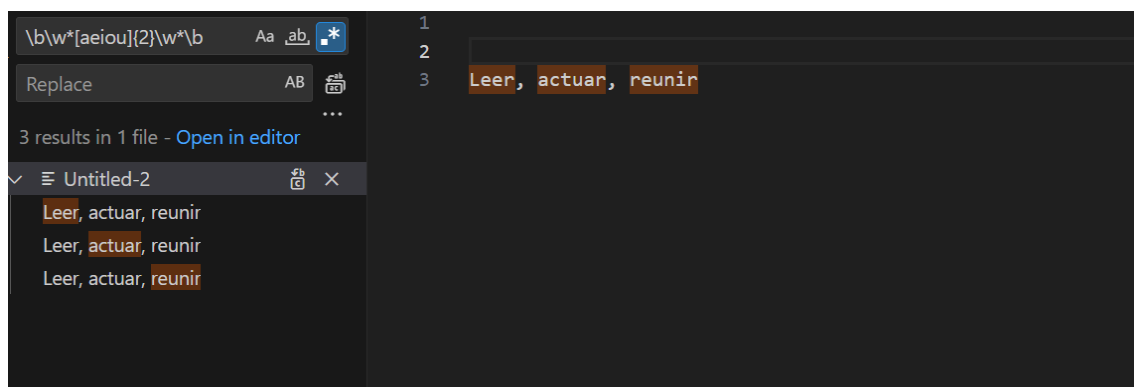 \b\w*[aeiou]{2}\w*\b Aa ab .*
Replace AB
3 results in 1 file - Open in editor
Untitled-2
Leer, actuar, reunir
Leer, actuar, reunir
Leer, actuar, reunir
1
2
3 Leer, actuar, reunir